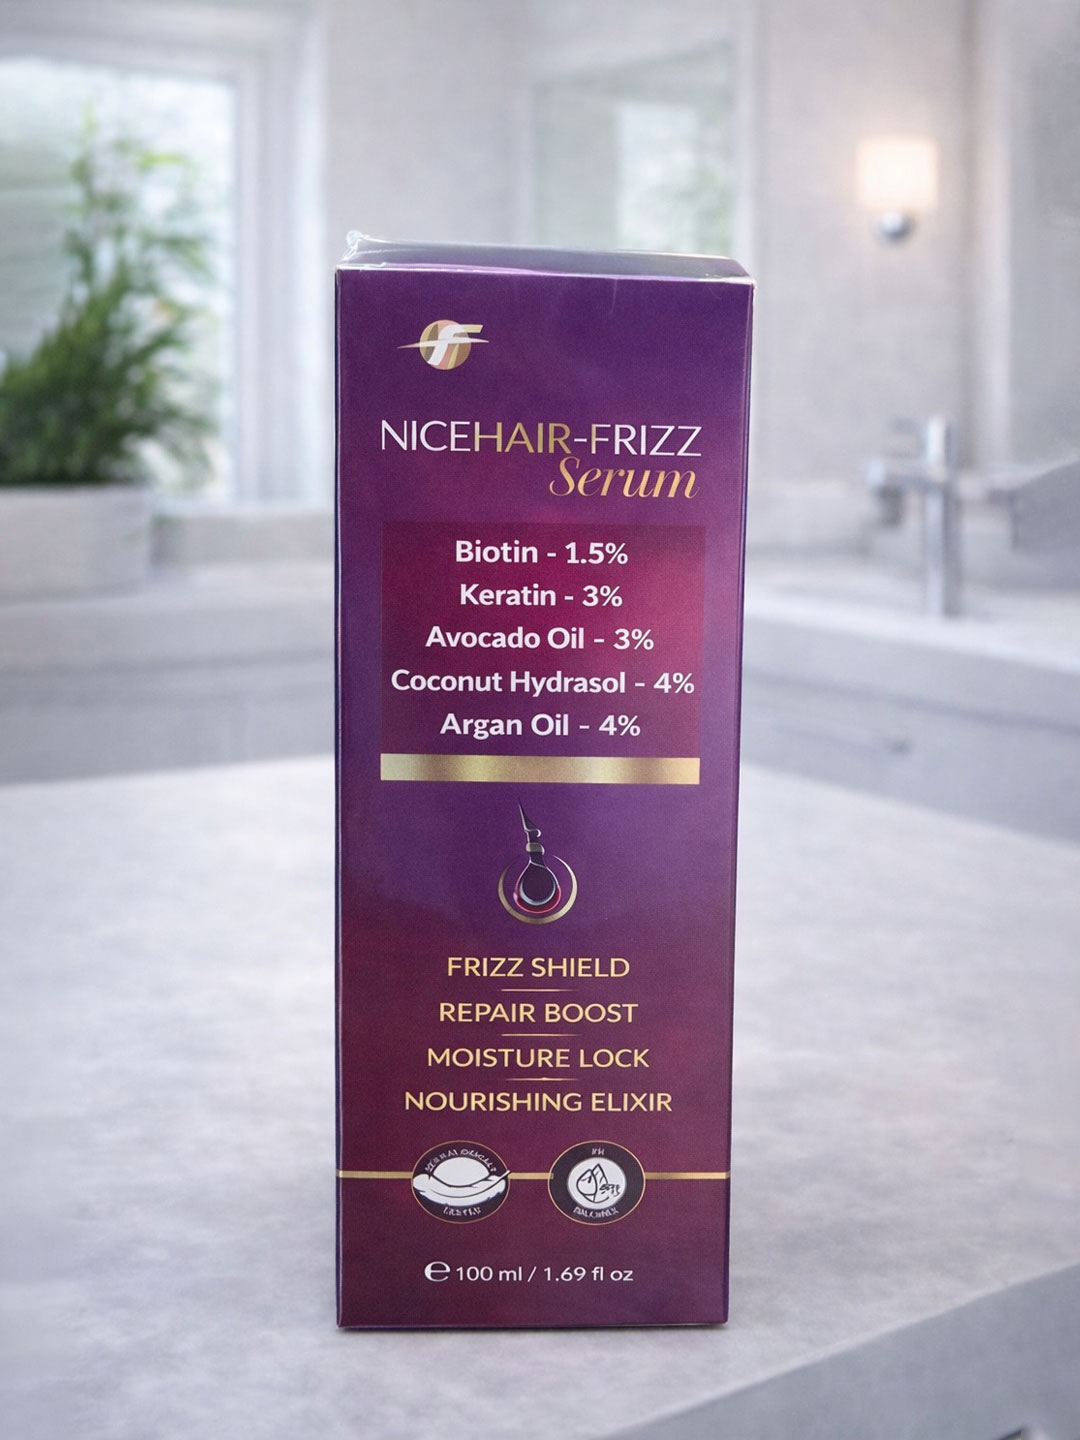 NICEHAIR-FRIZZ
Serum
Biotin - 1.5%
Keratin - 3%
Avocado Oil - 3%
Coconut Hydrasol - 4%
Argan Oil - 4%
FRIZZ SHIELD
REPAIR BOOST
MOISTURE LOCK
NOURISHING ELIXIR
℮ 100 ml / 1.69 fl oz